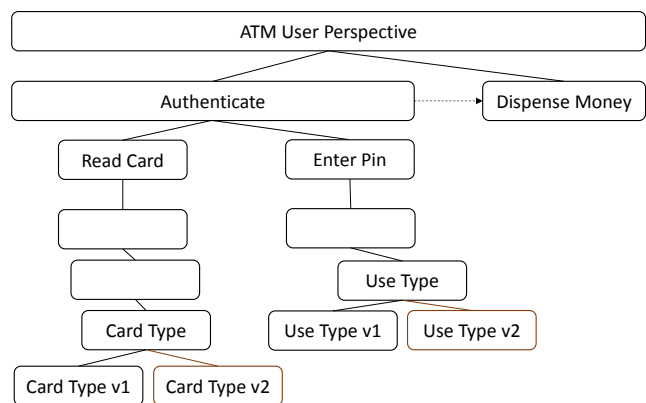 ATM User Perspective
Authenticate
Dispense Money
Read Card
Enter Pin
Use Type
Card Type
Use Type v1
Use Type v2
Card Type v1
Card Type v2